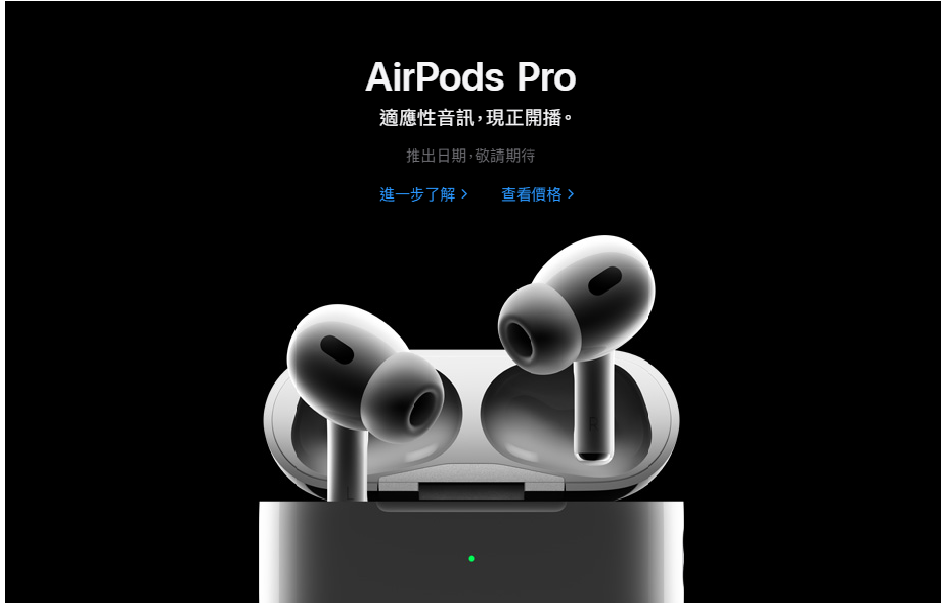 AirPods Pro
適應性音訊，現正開播。
推出日期，敬請期待
進一步了解 >
查看價格 >
R